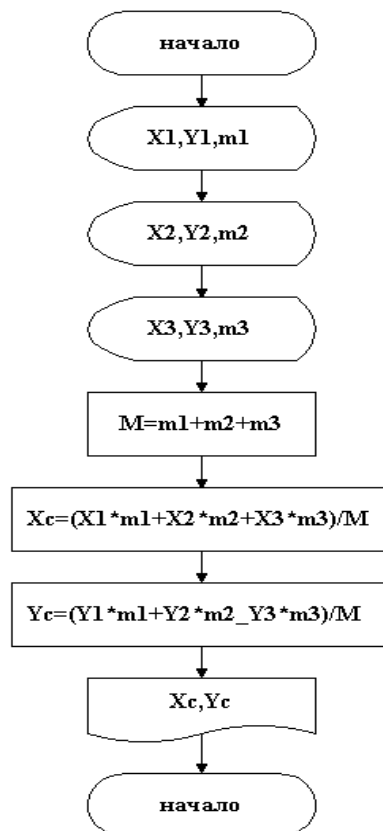 начало
X1,Y1,m1
X2,Y2,m2
X3,Y3,m3
M=m1+m2+m3
Xc=(X1*m1+X2*m2+X3*m3)/M
Yc=(Y1*m1+Y2*m2_Y3*m3)/M
Xc,Yc
начало